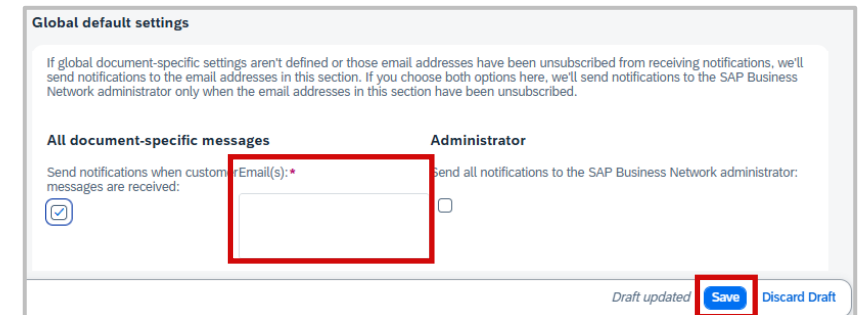 Global default settings
If global document-specific settings aren't defined or those email addresses have been unsubscribed from receiving notifications, we'll
send notifications to the email addresses in this section. If you choose both options here, we'll send notifications to the SAP Business
Network administrator only when the email addresses in this section have been unsubscribed.
All document-specific messages
Administrator
Send notifications when customer
messages are received:
Email(s):*
Send all notifications to the SAP Business Network administrator:
Draft updated Save Discard Draft